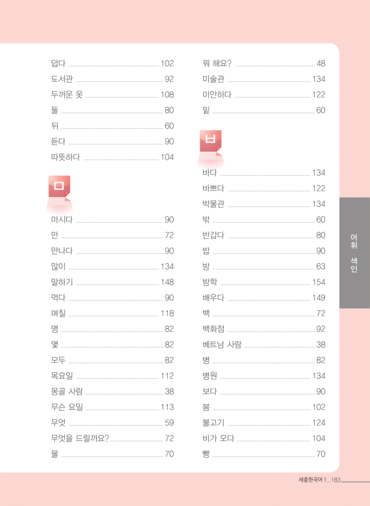 덥다 102
도서관 92
두꺼운 옷 108
둘 80
뒤 60
듣다 90
따뜻하다 104
ㅁ
마시다 90
만 72
만나다 90
많이 134
말하기 148
먹다 90
며칠 118
명 82
몇 82
모두 82
목요일 112
몽골 사람 38
무슨 요일 113
무엇 59
무엇을 드릴까요? 72
물 70
뭐 해요? 48
미술관 134
미안하다 122
밑 60
ㅂ
바다 134
바쁘다 122
박물관 134
밖 60
반갑다 80
밥 90
방 63
방학 154
배우다 149
백 72
백화점 92
베트남 사람 38
병 82
병원 134
보다 90
봄 102
불고기 124
비가 오다 104
빵 70
어휘 색인
세종한국어 1_ 183